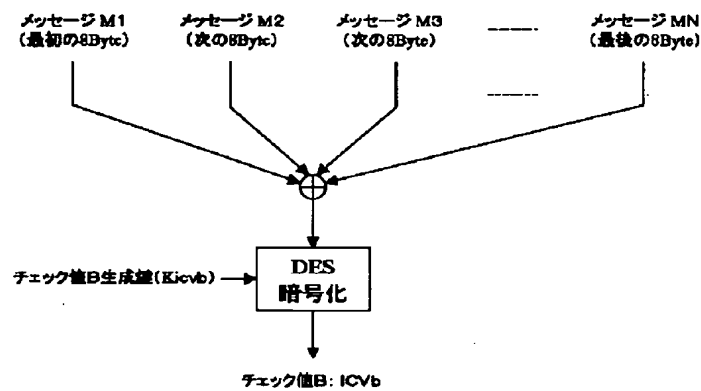 メッセージ M1
(最初の8Byte)
メッセージ M2
(次の8Byte)
メッセージ M3
(次の8Byte)
メッセージ MN
(最後の8Byte)
チェック値B生成鍵(Kicvb)
DES
暗号化
チェック値B: ICVb